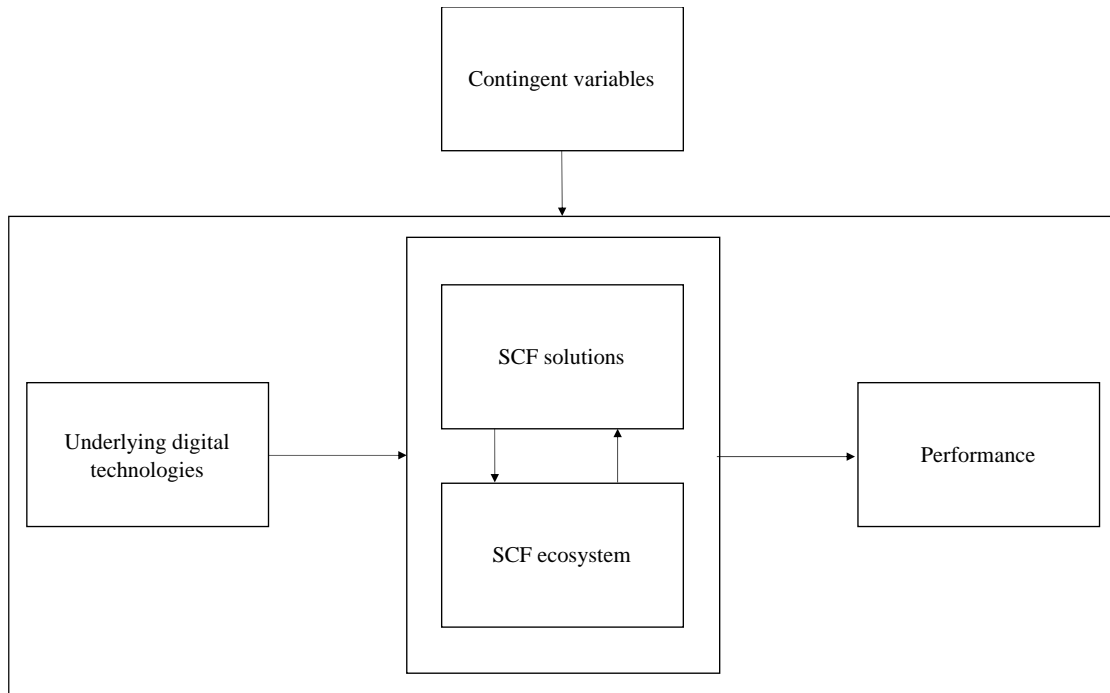 Contingent variables
SCF solutions
Underlying digital
technologies
Performance
SCF ecosystem